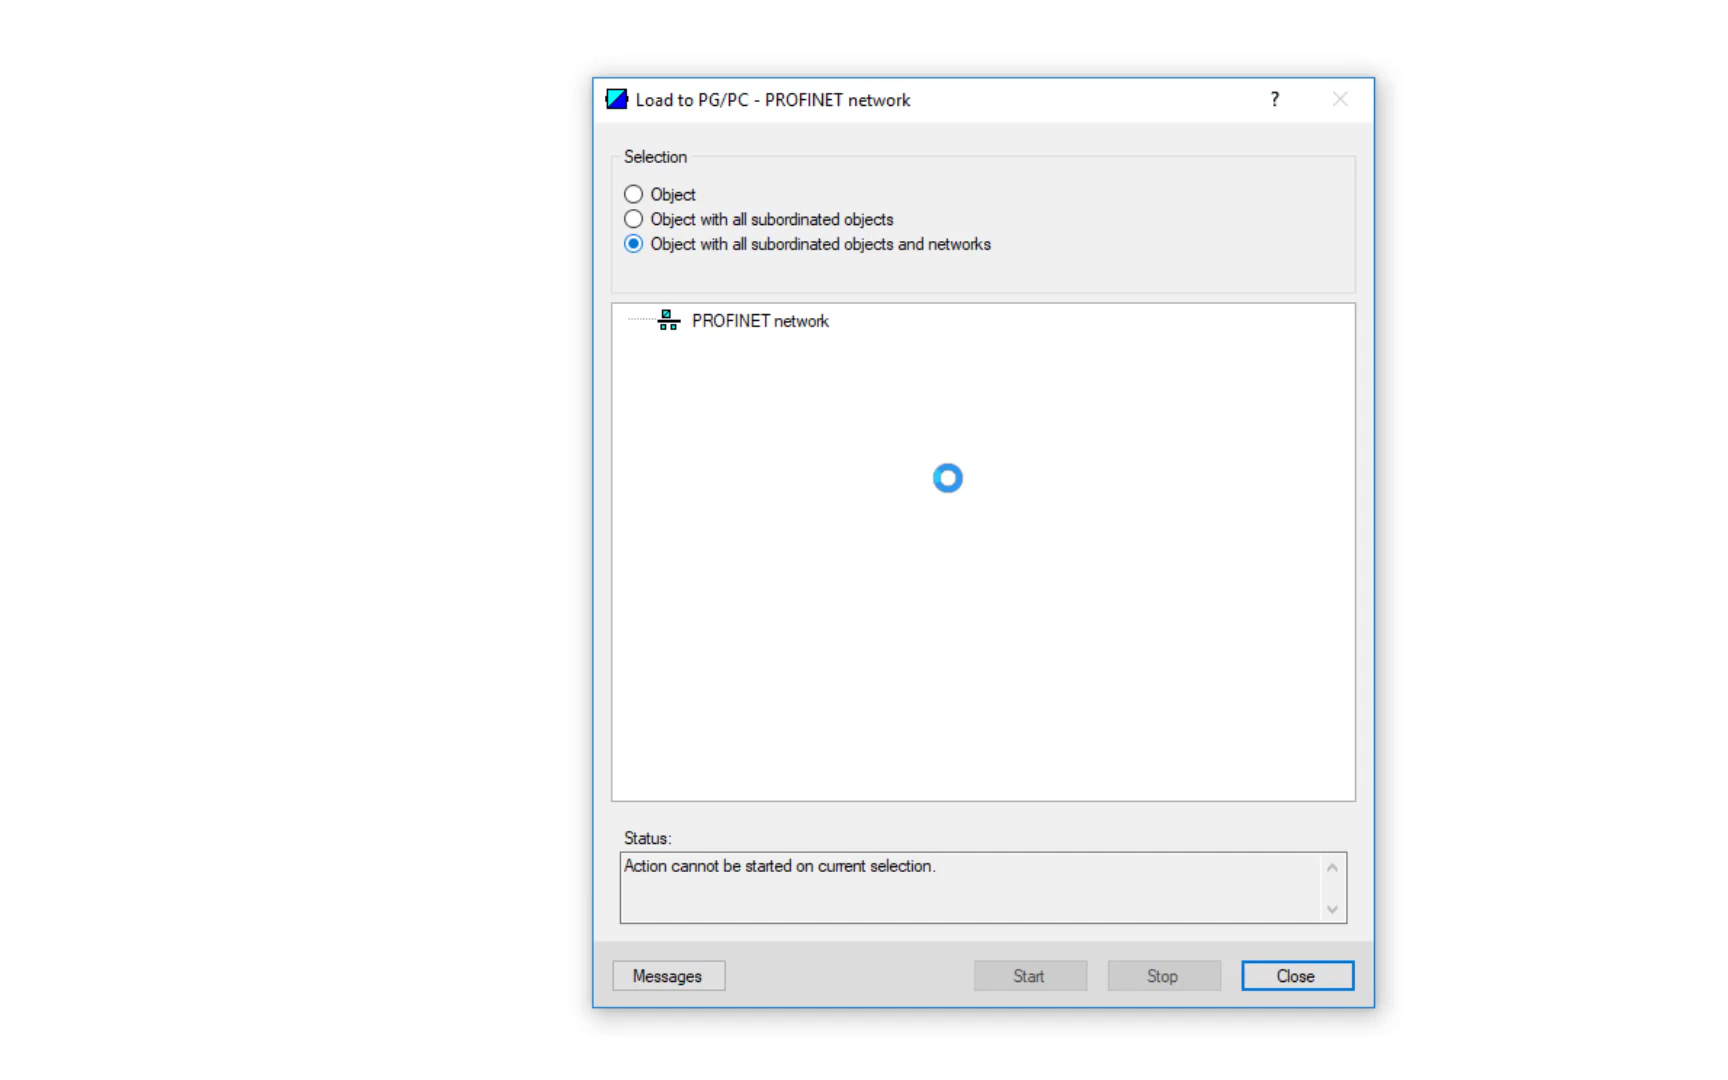 Load to PG/PC - PROFINET network
?
Selection
Object
Object with all subordinated objects
Object with all subordinated objects and networks
PROFINET network
Status:
Action cannot be started on current selection.
Messages
Start
Stop
Close